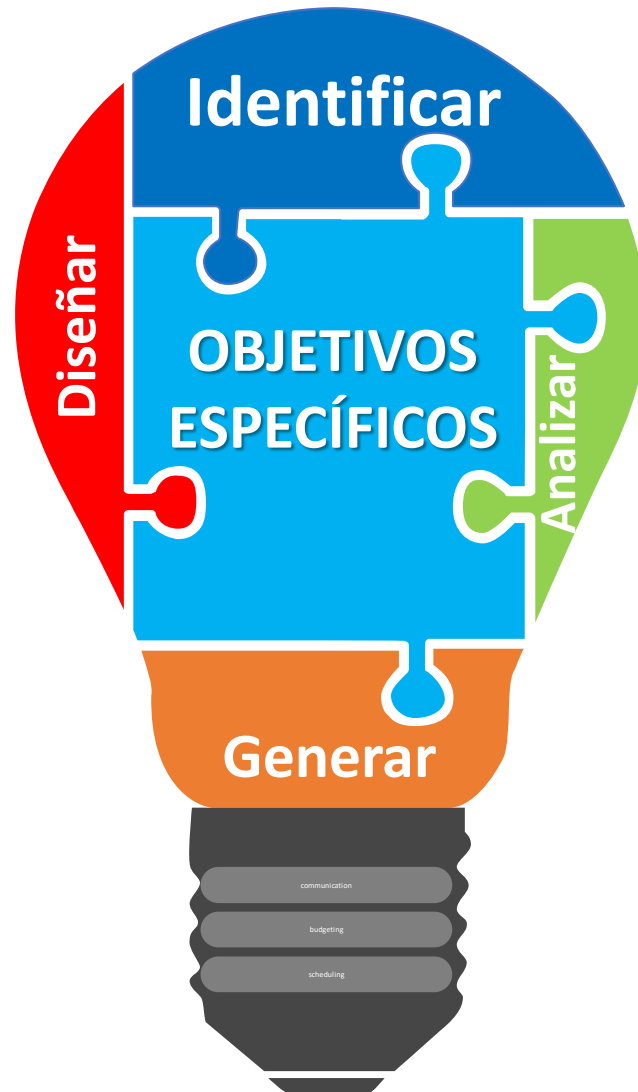 Identificar
Diseñar
OBJETIVOS
ESPECÍFICOS
Analizar
Generar
communication
budgeting
scheduling